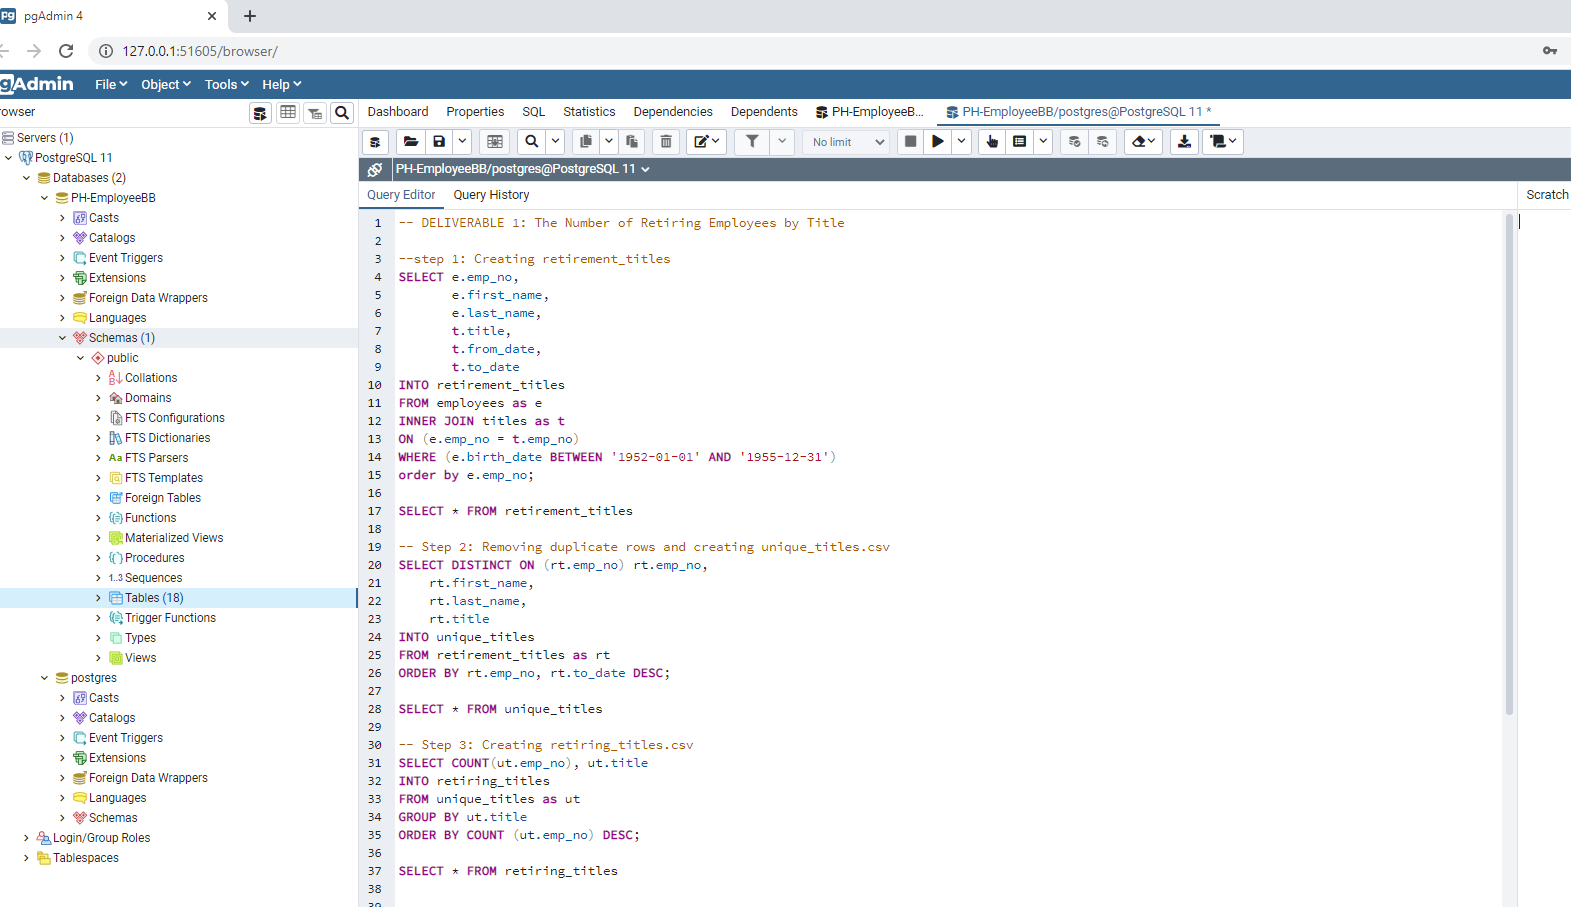 pgAdmin 4
127.0.0.1:51605/browser/
gAdmin File Object Tools Help
rowser
Dashboard Properties SQL Statistics Dependencies Dependents PH-EmployeeB... PH-EmployeeBB/postgres@PostgreSQL 11 *
No limit
PH-EmployeeBB/postgres@PostgreSQL 11
Query Editor Query History
Scratch
Servers (1)
PostgreSQL 11
Databases (2)
PH-EmployeeBB
Casts
Catalogs
Event Triggers
Extensions
Foreign Data Wrappers
Languages
Schemas (1)
public
Collations
Domains
FTS Configurations
FTS Dictionaries
Aa FTS Parsers
FTS Templates
Foreign Tables
Functions
Materialized Views
Procedures
1..3 Sequences
Tables (18)
Trigger Functions
Types
Views
postgres
Casts
Catalogs
Event Triggers
Extensions
Foreign Data Wrappers
Languages
Schemas
Login/Group Roles
Tablespaces
1 -- DELIVERABLE 1: The Number of Retiring Employees by Title
2
3 --step 1: Creating retirement_titles
4 SELECT e.emp_no,
5 e.first_name,
6 e.last_name,
7 t.title,
8 t.from_date,
9 t.to_date
10 INTO retirement_titles
11 FROM employees as e
12 INNER JOIN titles as t
13 ON (e.emp_no = t.emp_no)
14 WHERE (e.birth_date BETWEEN '1952-01-01' AND '1955-12-31')
15 order by e.emp_no;
16
17 SELECT * FROM retirement_titles
18
19 -- Step 2: Removing duplicate rows and creating unique_titles.csv
20 SELECT DISTINCT ON (rt.emp_no) rt.emp_no,
21 rt.first_name,
22 rt.last_name,
23 rt.title
24 INTO unique_titles
25 FROM retirement_titles as rt
26 ORDER BY rt.emp_no, rt.to_date DESC;
27
28 SELECT * FROM unique_titles
29
30 -- Step 3: Creating retiring_titles.csv
31 SELECT COUNT(ut.emp_no), ut.title
32 INTO retiring_titles
33 FROM unique_titles as ut
34 GROUP BY ut.title
35 ORDER BY COUNT (ut.emp_no) DESC;
36
37 SELECT * FROM retiring_titles
38
39